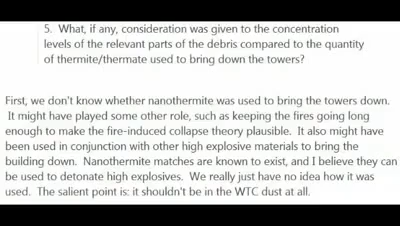 5. What, if any, consideration was given to the concentration
levels of the relevant parts of the debris compared to the quantity
of thermite/thermate used to bring down the towers?
First, we don't know whether nanothermite was used to bring the towers down.
It might have played some other role, such as keeping the fires going long
enough to make the fire-induced collapse theory plausible. It also might have
been used in conjunction with other high explosive materials to bring the
building down. Nanothermite matches are known to exist, and I believe they can
be used to detonate high explosives. We really just have no idea how it was
used. The salient point is: it shouldn't be in the WTC dust at all.